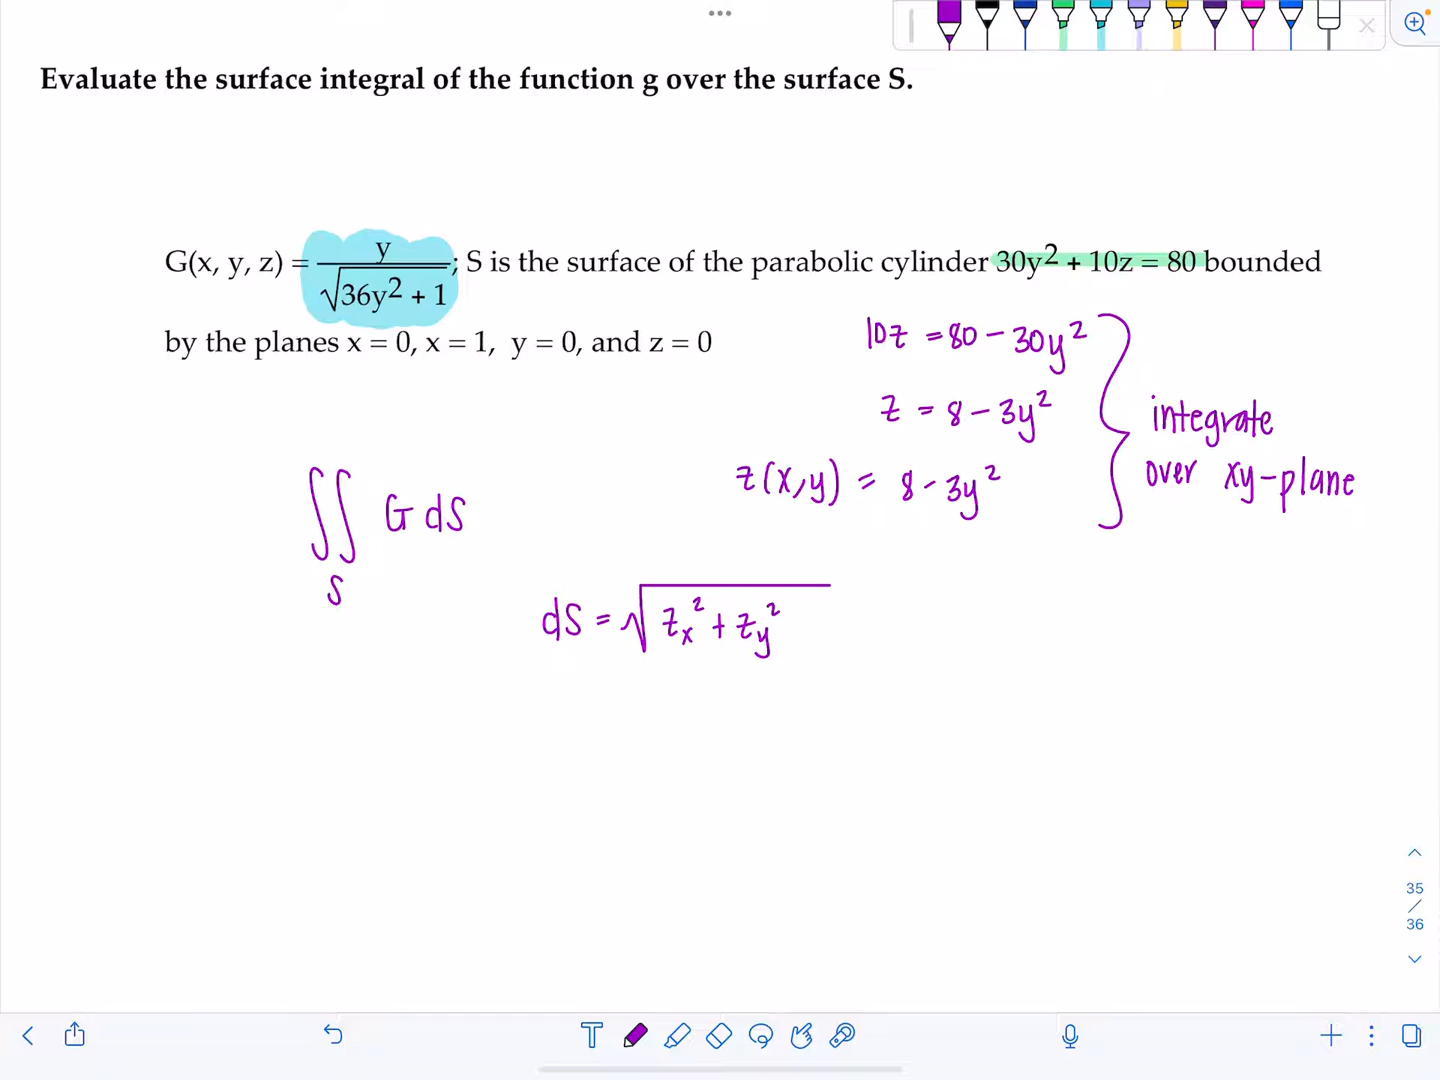 Evaluate the surface integral of the function g over the surface S.
G(x, y, z) = y / √36y² + 1 ; S is the surface of the parabolic cylinder 30y² + 10z = 80 bounded
by the planes x = 0, x = 1, y = 0, and z = 0
10z = 80 - 30y²
z = 8 - 3y²
z(x,y) = 8 - 3y²
integrate
over xy-plane
∬ G dS
S
dS = √z_x² + z_y²
35
/
36
T